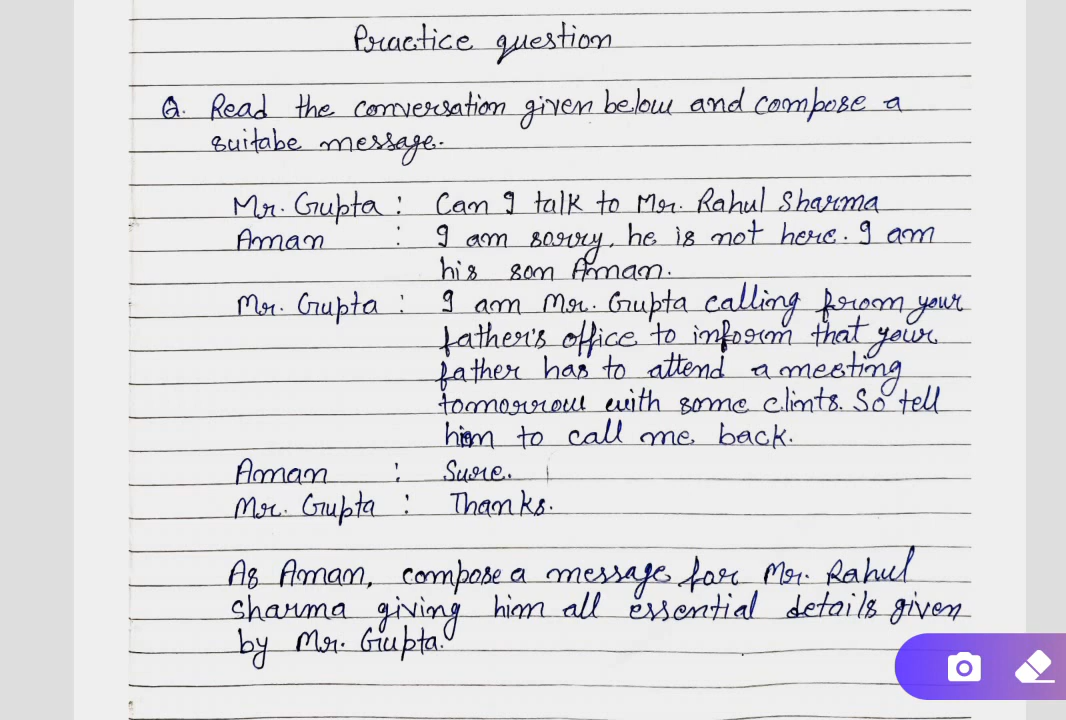 Practice question
Q. Read the conversation given below and compose a
suitabe message.
Mr. Gupta : Can I talk to Mr. Rahul Sharma
Aman : I am sorry, he is not here. I am
his son Aman.
Mr. Gupta : I am Mr. Gupta calling from your
father's office to inform that your
father has to attend a meeting
tomorrow with some clints. So tell
him to call me back.
Aman : Sure.
Mr. Gupta : Thanks.
As Aman, compose a message for Mr. Rahul
Sharma giving him all essential details given
by Mr. Gupta.